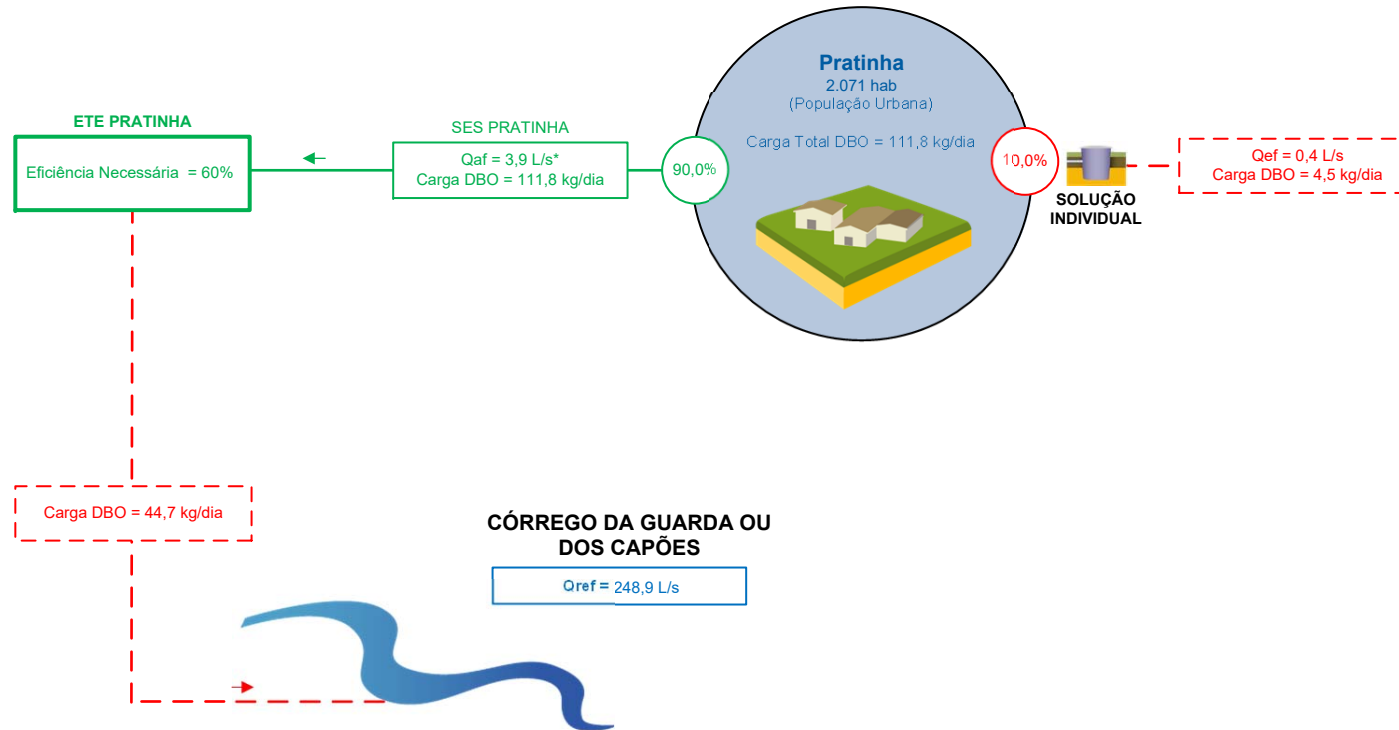 Pratinha
2.071 hab
(População Urbana)
Carga Total DBO = 111,8 kg/dia
ETE PRATINHA
Eficiência Necessária = 60%
SES PRATINHA
Qaf = 3,9 L/s*
Carga DBO = 111,8 kg/dia
90,0%
10,0%
SOLUÇÃO
INDIVIDUAL
Qef = 0,4 L/s
Carga DBO = 4,5 kg/dia
Carga DBO = 44,7 kg/dia
CÓRREGO DA GUARDA OU
DOS CAPÕES
Qref = 248,9 L/s